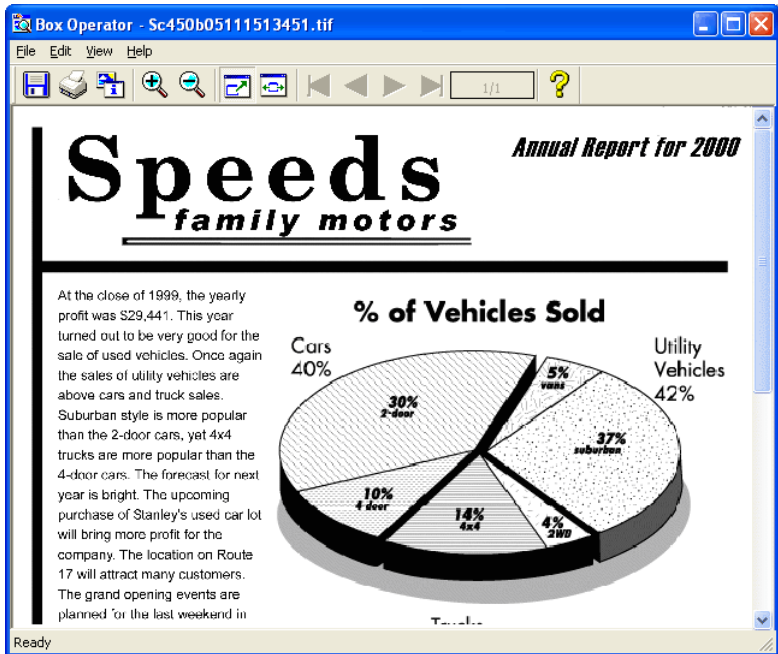 Box Operator - Sc450b05111513451.tif
File Edit View Help
1/1
Annual Report for 2000
Speeds
family motors
At the close of 1999, the yearly
profit was $29,441. This year
turned out to be very good for the
sale of used vehicles. Once again
the sales of utility vehicles are
above cars and truck sales.
Suburban style is more popular
than the 2-door cars, yet 4x4
trucks are more popular than the
4-door cars. The forecast for next
year is bright. The upcoming
purchase of Stanley's used car lot
will bring more profit for the
company. The location on Route
17 will attract many customers.
The grand opening events are
planned for the last weekend in
% of Vehicles Sold
Cars
40%
Utility
Vehicles
42%
30%
2-door
5%
vans
37%
suburban
10%
4 door
14%
4x4
4%
2WD
Trucks
Ready